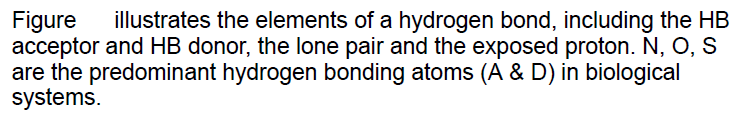 Figure illustrates the elements of a hydrogen bond, including the HB
acceptor and HB donor, the lone pair and the exposed proton. N, O, S
are the predominant hydrogen bonding atoms (A & D) in biological
systems.